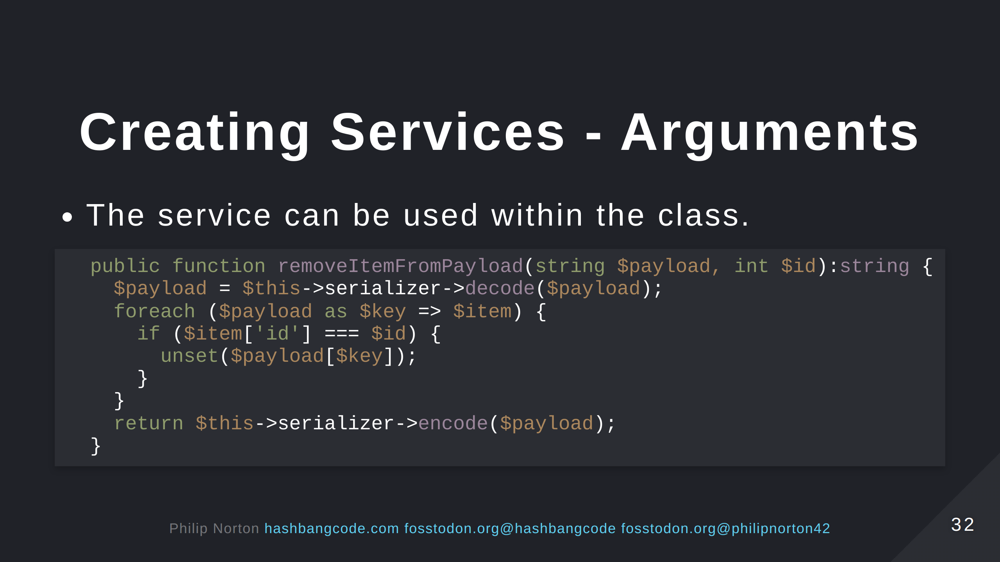 Creating Services - Arguments
• The service can be used within the class.
public function removeItemFromPayload(string $payload, int $id):string {
  $payload = $this->serializer->decode($payload);
  foreach ($payload as $key => $item) {
    if ($item['id'] === $id) {
      unset($payload[$key]);
    }
  }
  return $this->serializer->encode($payload);
}
Philip Norton hashbangcode.com fosstodon.org@hashbangcode fosstodon.org@philipnorton42
32